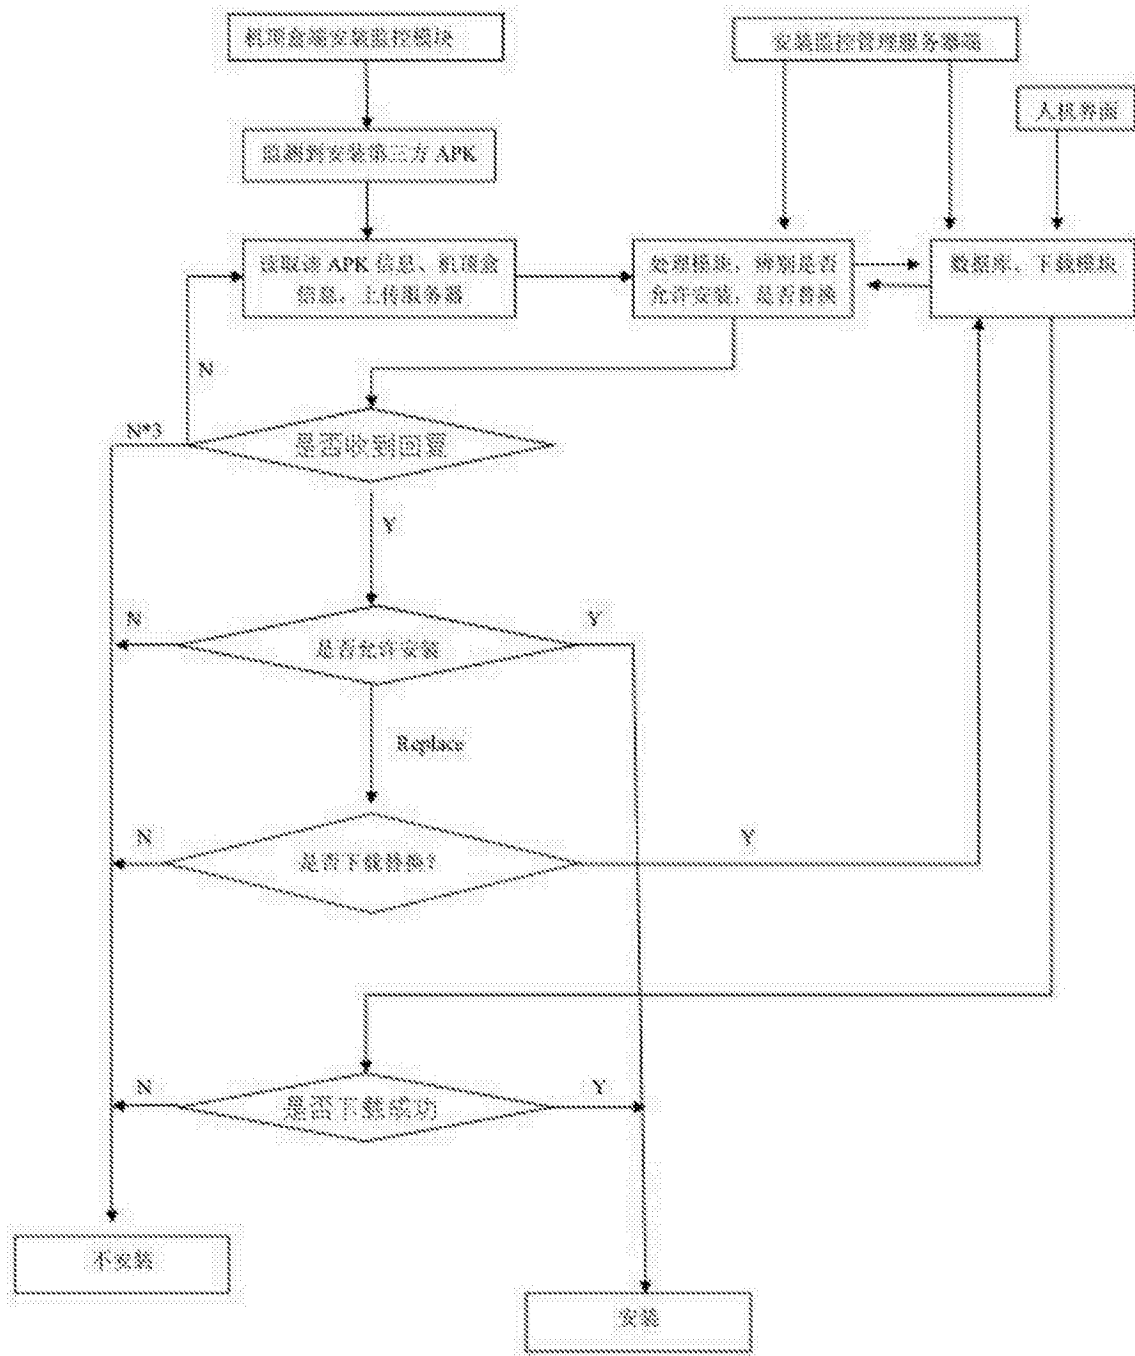 机顶盒端安装监控模块
安装监控管理服务器端
人机界面
监测到安装第三方 APK
读取该 APK 信息、机顶盒
信息，上传服务器
处理模块，辨别是否
允许安装，是否替换
数据库、下载模块
N
N*3
是否收到回复
Y
N
Y
是否允许安装
Replace
N
Y
是否下载替换?
N
Y
是否下载成功
不安装
安装